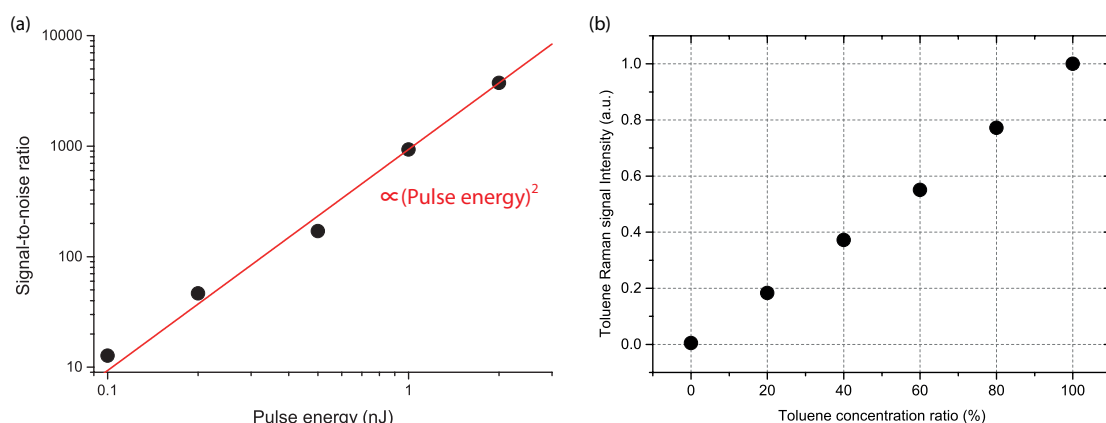 (a)
10000
1000
100
10
Signal-to-noise ratio
∝(Pulse energy)²
0.1
1
Pulse energy (nJ)
(b)
1.0
0.8
0.6
0.4
0.2
0.0
Toluene Raman signal Intensity (a.u.)
0 20 40 60 80 100
Toluene concentration ratio (%)